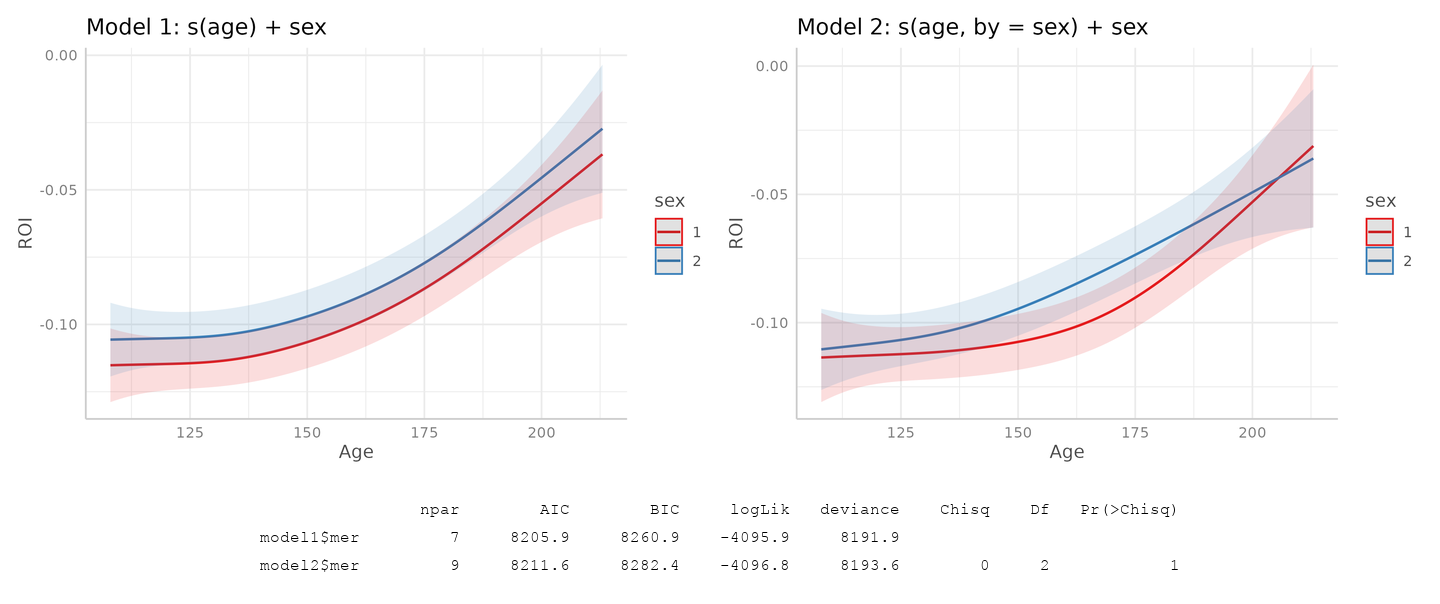 Model 1: s(age) + sex
0.00
-0.05
-0.10
ROI
125 150 175 200
Age
sex
1
2
Model 2: s(age, by = sex) + sex
0.00
-0.05
-0.10
ROI
125 150 175 200
Age
sex
1
2
npar AIC BIC logLik deviance Chisq Df Pr(>Chisq)
model1$mer 7 8205.9 8260.9 -4095.9 8191.9
model2$mer 9 8211.6 8282.4 -4096.8 8193.6 0 2 1